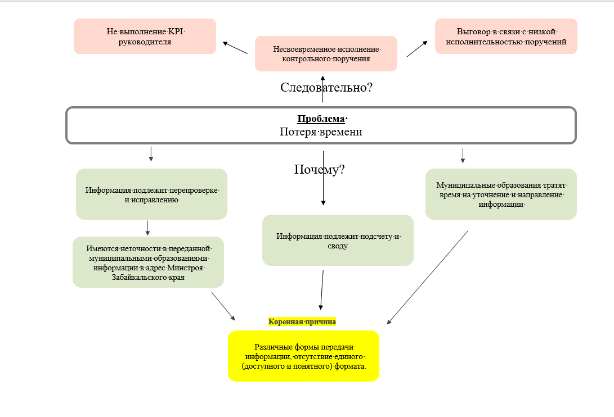 Не выполнение KPI
руководителя
Несвоевременное исполнение
контрольного поручения
Выговор в связи с низкой
исполнительностью поручений
Следовательно?
Проблема
Потеря времени
Почему?
Информация подлежит перепроверке
и исправлению
Муниципальные образования тратят
время на уточнение и направление
информации
Информация подлежит подсчету и
своду
Имеются неточности в переданной
муниципальными образованиями
информации в адрес Минстроя
Забайкальского края
Коренная причина
Различные формы передачи
информации, отсутствие единого
(доступного и понятного) формата.